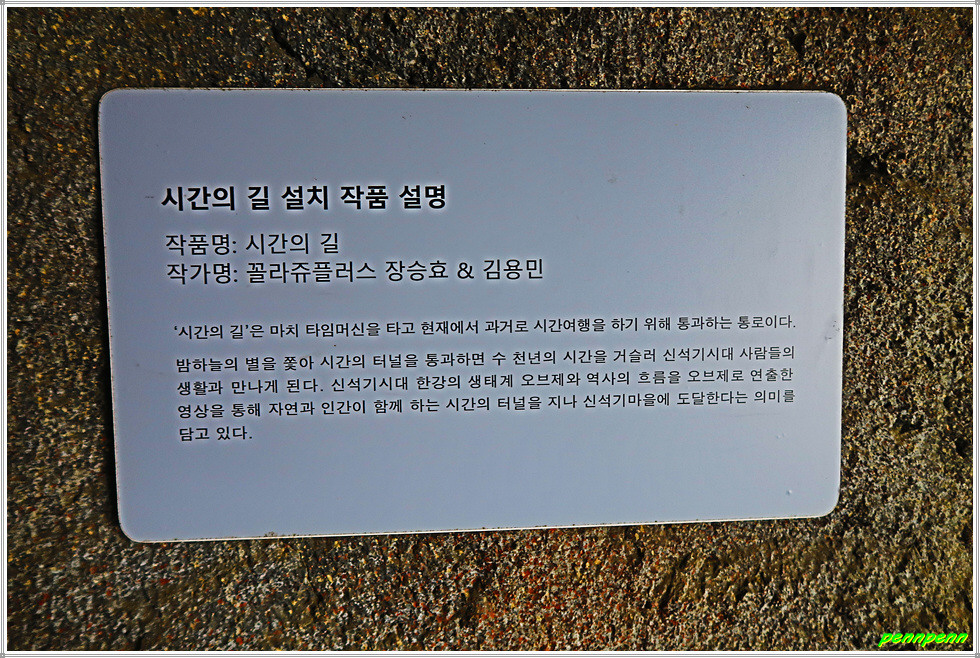 시간의 길 설치 작품 설명
작품명: 시간의 길
작가명: 꼴라쥬플러스 장승효 & 김용민
‘시간의 길’은 마치 타임머신을 타고 현재에서 과거로 시간여행을 하기 위해 통과하는 통로이다.
밤하늘의 별을 쫓아 시간의 터널을 통과하면 수 천년의 시간을 거슬러 신석기시대 사람들의
생활과 만나게 된다. 신석기시대 한강의 생태계 오브제와 역사의 흐름을 오브제로 연출한
영상을 통해 자연과 인간이 함께 하는 시간의 터널을 지나 신석기마을에 도달한다는 의미를
담고 있다.
pennpenn